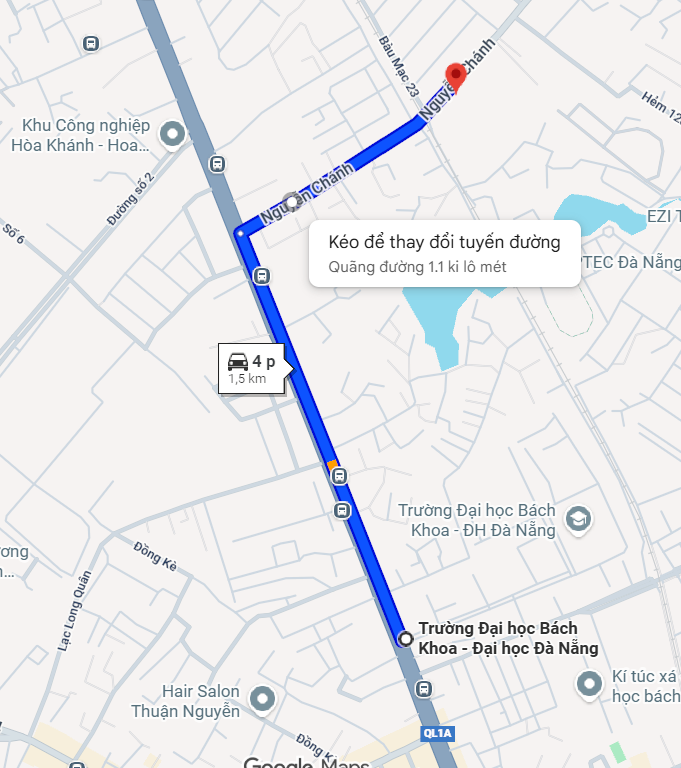 Bàu Mạc 23
Nguyễn Chánh
Hẻm 12
Khu Công nghiệp
Hòa Khánh - Hoa...
Đường số 2
Nguyễn Chánh
Số 6
EZI T
Kéo để thay đổi tuyến đường
Quãng đường 1.1 ki lô mét
PTEC Đà Nẵng
4 p
1,5 km
Trường Đại học Bách
Khoa - ĐH Đà Nẵng
Đồng Kè
ương
n...
Lạc Long Quân
Trường Đại học Bách
Khoa - Đại học Đà Nẵng
Kí túc xá
học bách
Hair Salon
Thuận Nguyễn
QL1A
Đồng K
Google Maps